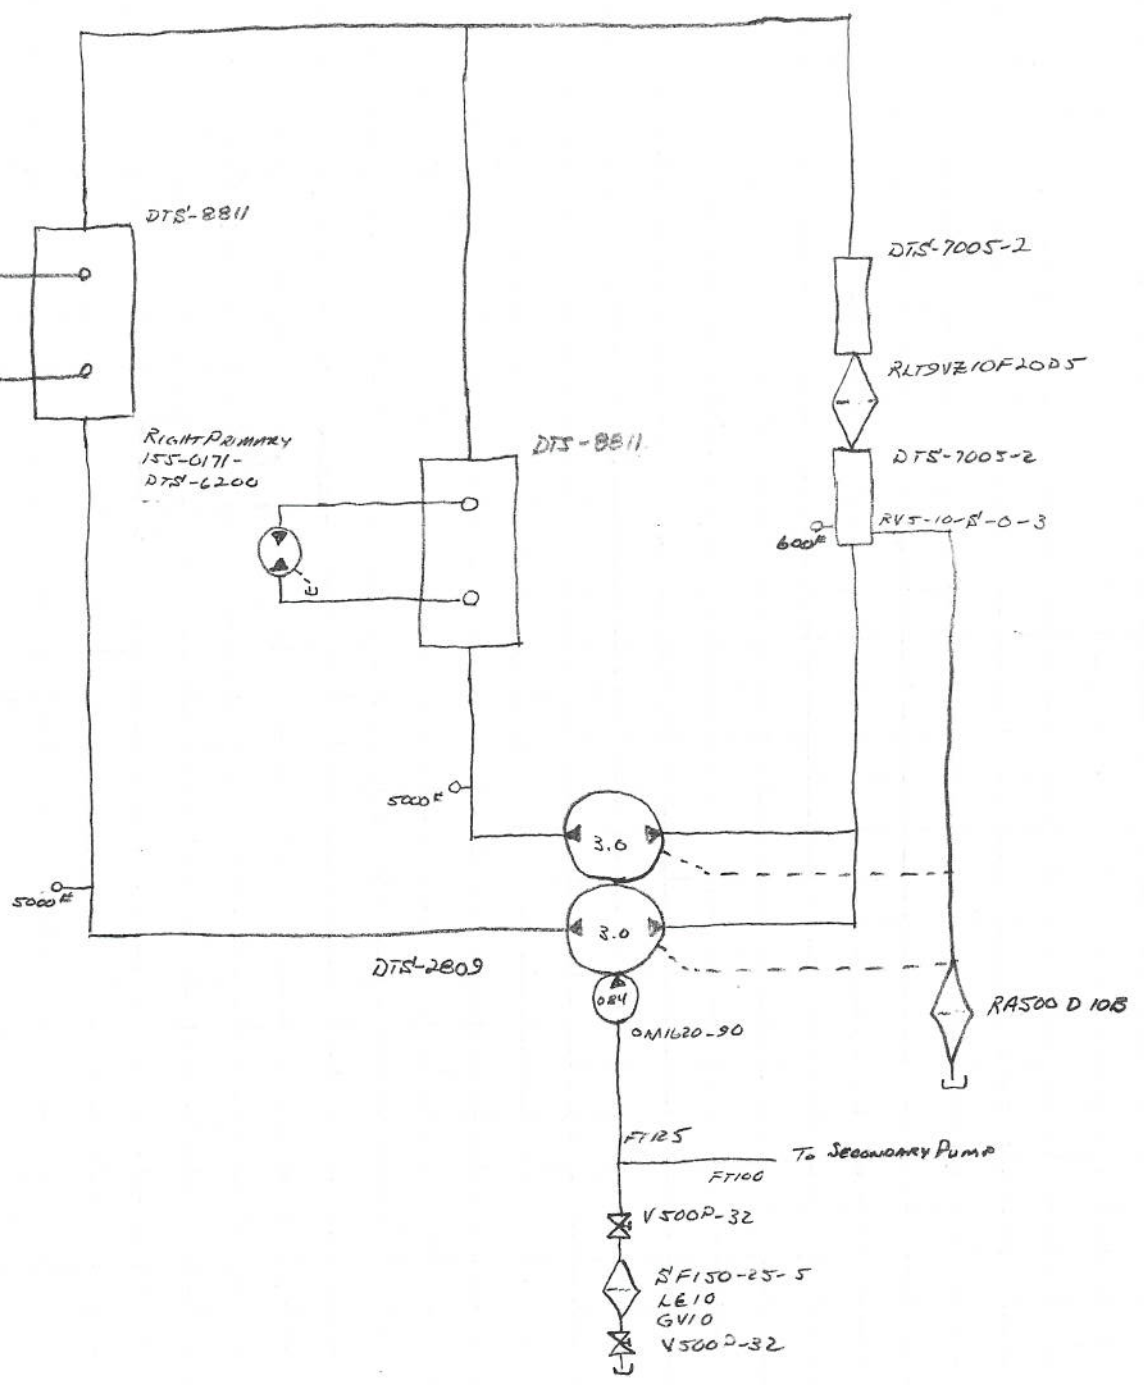 DTS-8811
DTS-7005-2
RLT9VZ10F20D5
RIGHT PRIMARY
155-0171-
DTS-6200
DTS-8811
DTS-7005-2
RV5-10-S-0-3
600#
5000#
3.0
5000#
3.0
DTS-2809
084
RA500D10B
OM1620-90
FT125
TO SECONDARY PUMP
FT100
V500P-32
SF150-25-5
LE10
GV10
V500P-32